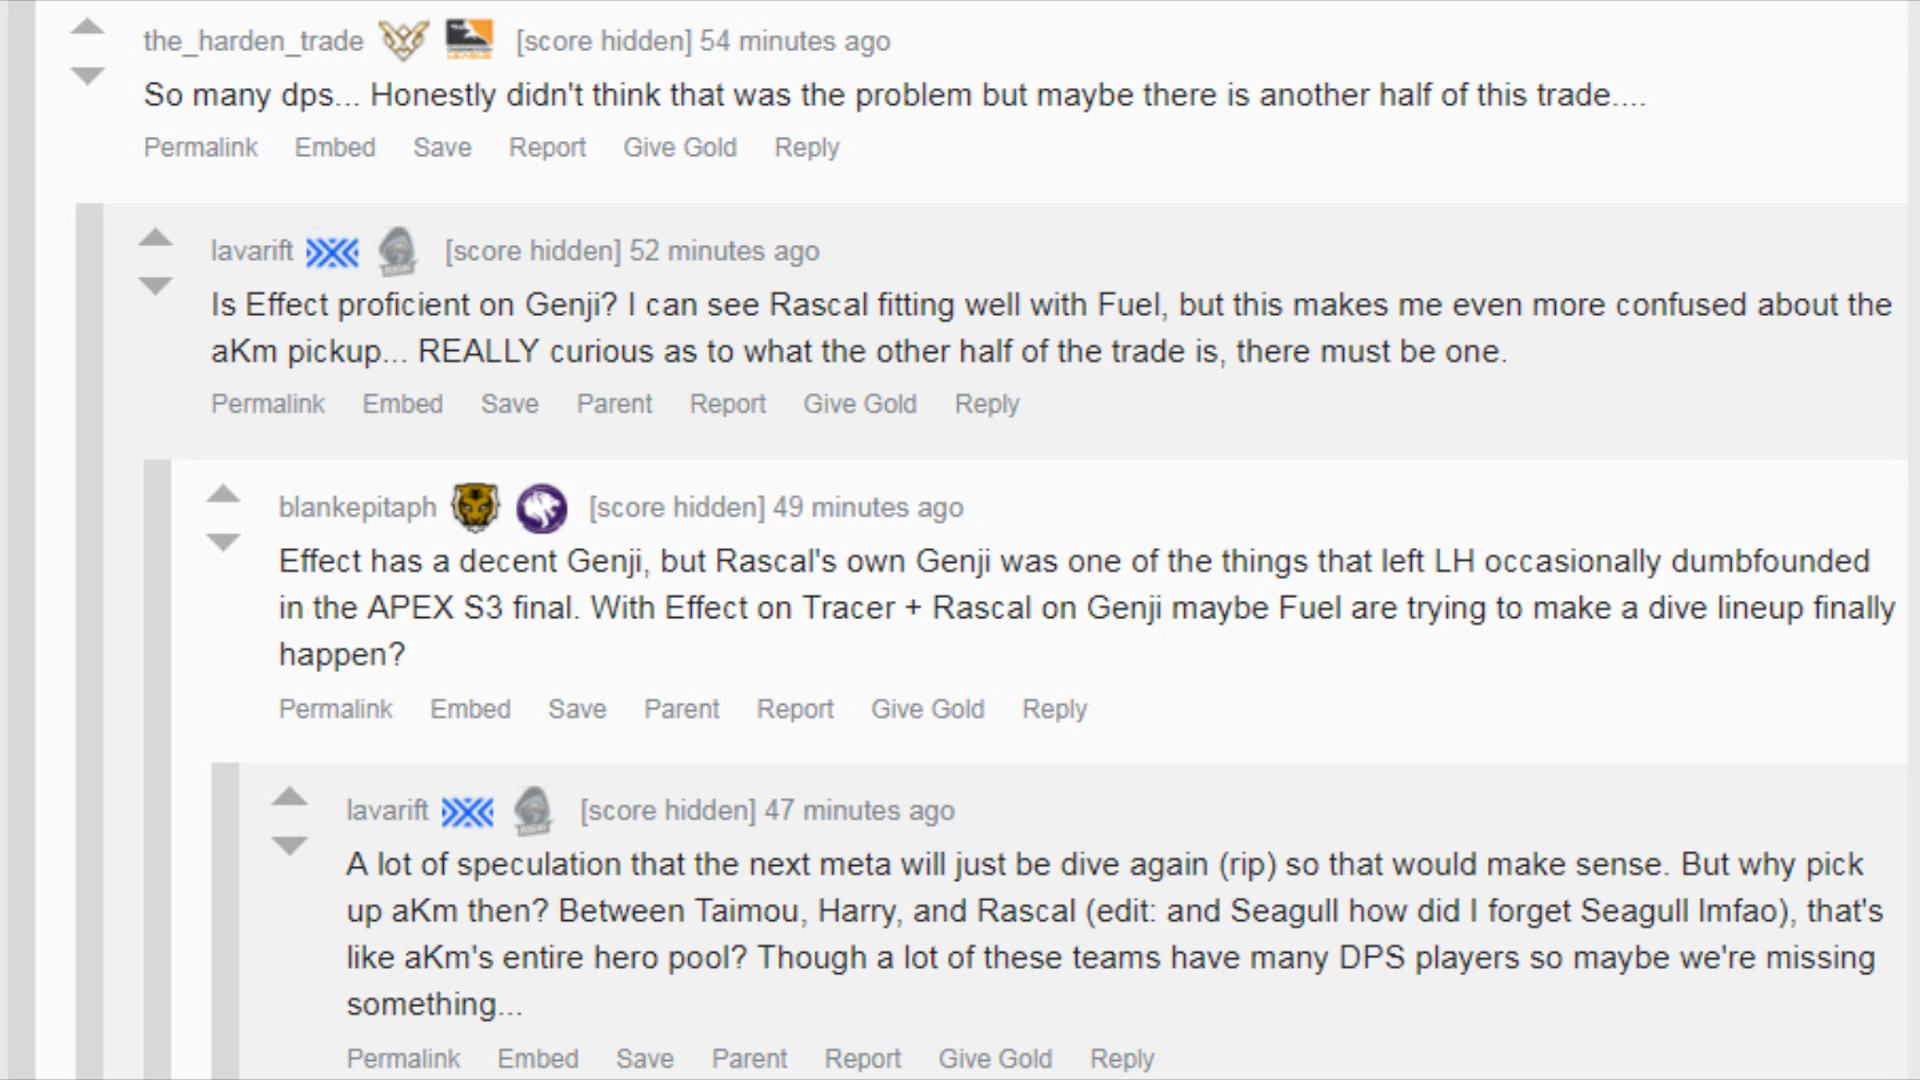 the_harden_trade [score hidden] 54 minutes ago
So many dps... Honestly didn't think that was the problem but maybe there is another half of this trade....
Permalink Embed Save Report Give Gold Reply
lavarift [score hidden] 52 minutes ago
Is Effect proficient on Genji? I can see Rascal fitting well with Fuel, but this makes me even more confused about the
aKm pickup... REALLY curious as to what the other half of the trade is, there must be one.
Permalink Embed Save Parent Report Give Gold Reply
blankepitaph [score hidden] 49 minutes ago
Effect has a decent Genji, but Rascal's own Genji was one of the things that left LH occasionally dumbfounded
in the APEX S3 final. With Effect on Tracer + Rascal on Genji maybe Fuel are trying to make a dive lineup finally
happen?
Permalink Embed Save Parent Report Give Gold Reply
lavarift [score hidden] 47 minutes ago
A lot of speculation that the next meta will just be dive again (rip) so that would make sense. But why pick
up aKm then? Between Taimou, Harry, and Rascal (edit: and Seagull how did I forget Seagull lmfao), that's
like aKm's entire hero pool? Though a lot of these teams have many DPS players so maybe we're missing
something...
Permalink Embed Save Parent Report Give Gold Reply